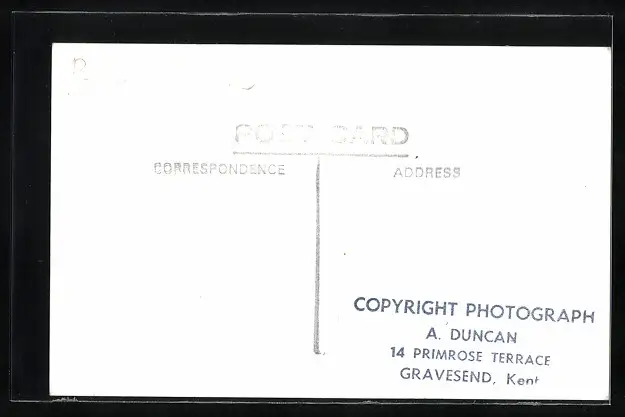 POST CARD
CORRESPONDENCE
ADDRESS
COPYRIGHT PHOTOGRAPH
A. DUNCAN
14 PRIMROSE TERRACE
GRAVESEND, Kent